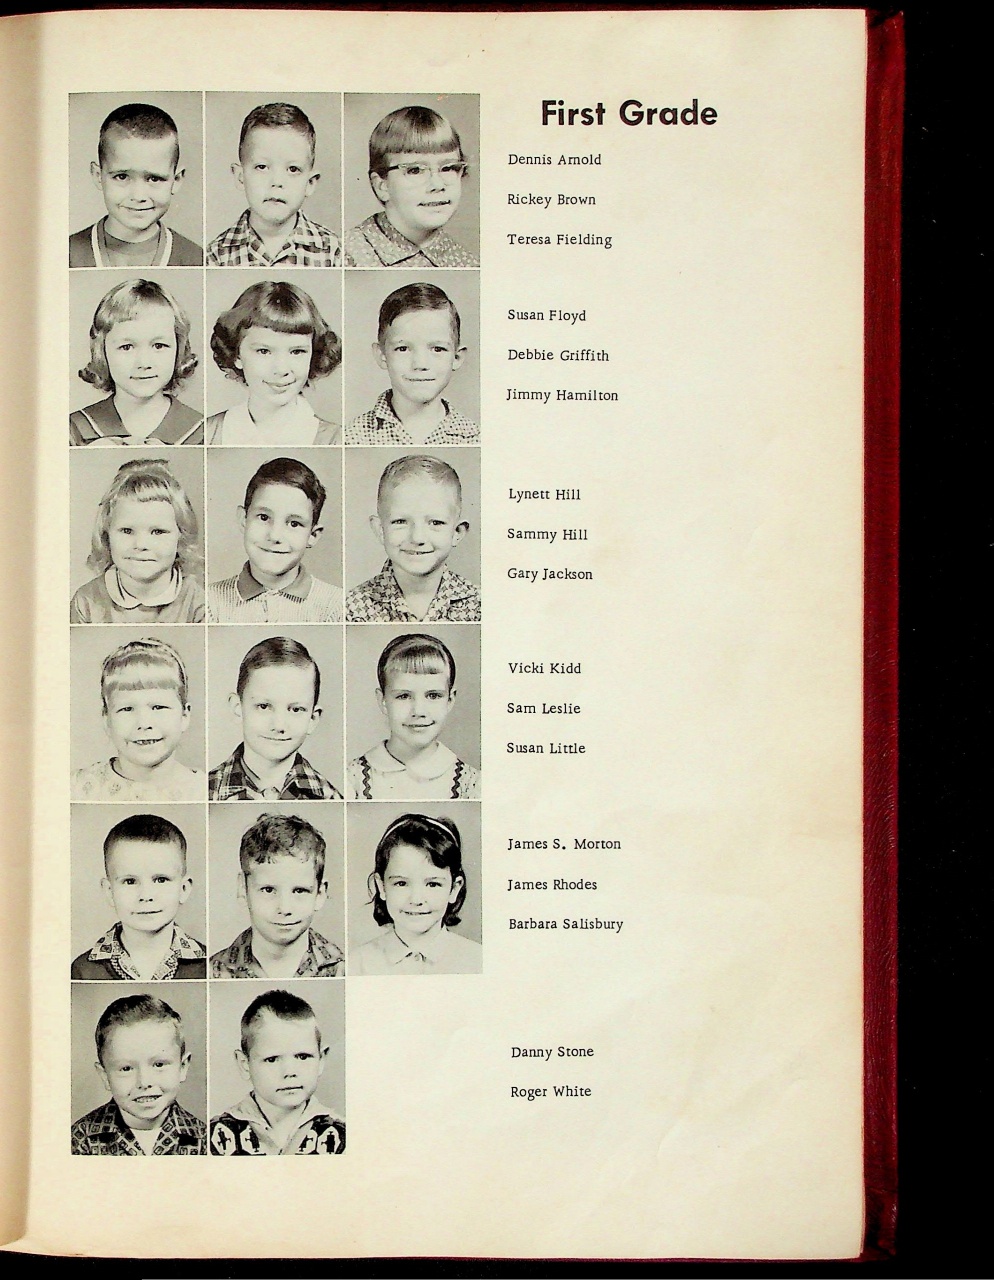 First Grade
Dennis Arnold
Rickey Brown
Teresa Fielding
Susan Floyd
Debbie Griffith
Jimmy Hamilton
Lynett Hill
Sammy Hill
Gary Jackson
Vicki Kidd
Sam Leslie
Susan Little
James S. Morton
James Rhodes
Barbara Salisbury
Danny Stone
Roger White